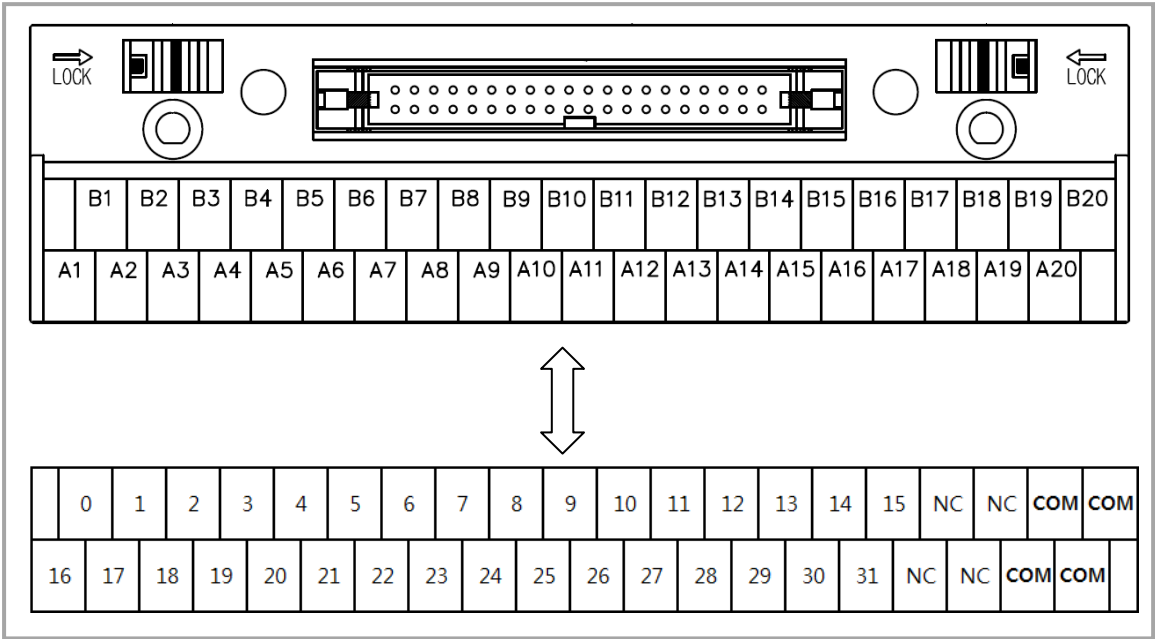 LOCK LOCK
B1 B2 B3 B4 B5 B6 B7 B8 B9 B10 B11 B12 B13 B14 B15 B16 B17 B18 B19 B20
A1 A2 A3 A4 A5 A6 A7 A8 A9 A10 A11 A12 A13 A14 A15 A16 A17 A18 A19 A20
0 1 2 3 4 5 6 7 8 9 10 11 12 13 14 15 NC NC COM COM
16 17 18 19 20 21 22 23 24 25 26 27 28 29 30 31 NC NC COM COM